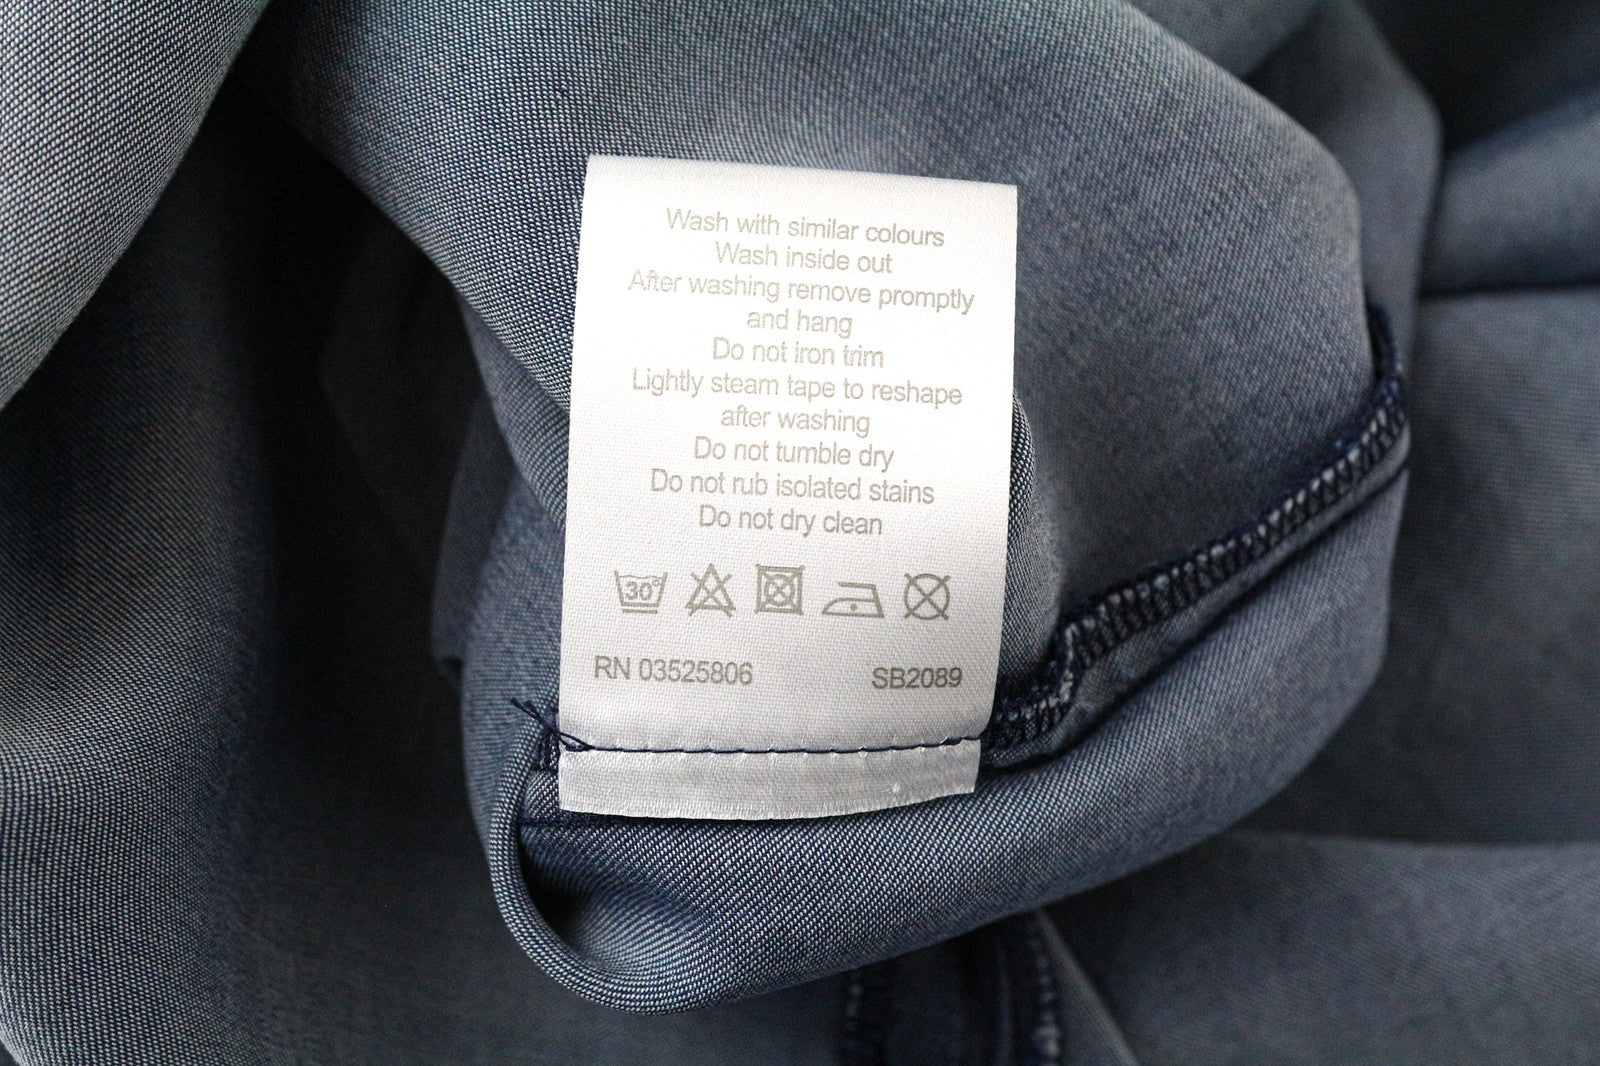 Wash with similar colours
Wash inside out
After washing remove promptly
and hang
Do not iron trim
Lightly steam tape to reshape
after washing
Do not tumble dry
Do not rub isolated stains
Do not dry clean
30°
RN 03525806 SB2089